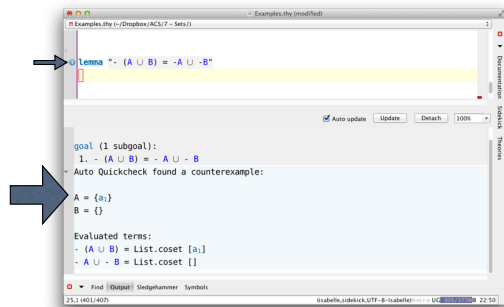 Examples.thy (modified)
Examples.thy (~/Dropbox/ACS/7 – Sets/)
lemma "- (A ∪ B) = -A ∪ -B"
Documentation
Sidekick
Theories
Auto update
Update
Detach
100%
goal (1 subgoal):
1. - (A ∪ B) = - A ∪ - B
Auto Quickcheck found a counterexample:
A = {a₁}
B = {}
Evaluated terms:
- (A ∪ B) = List.coset [a₁]
- A ∪ - B = List.coset []
Find Output Sledgehammer Symbols
25,1 (401/407)
(isabelle,sidekick,UTF-8-Isabelle)
22:50